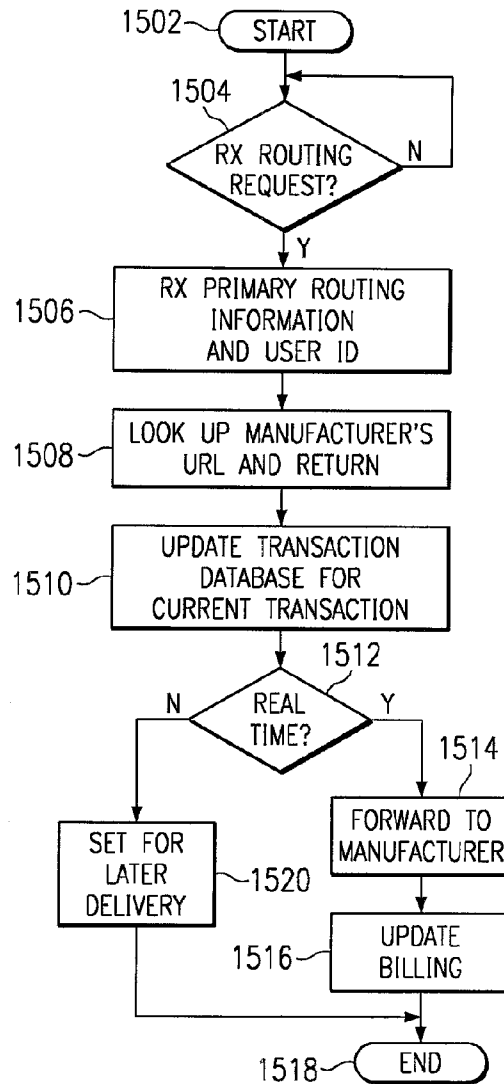 1502
START
1504
RX ROUTING
REQUEST?
N
Y
1506
RX PRIMARY ROUTING
INFORMATION
AND USER ID
1508
LOOK UP MANUFACTURER'S
URL AND RETURN
1510
UPDATE TRANSACTION
DATABASE FOR
CURRENT TRANSACTION
1512
N
REAL
TIME?
Y
1514
FORWARD TO
MANUFACTURER
SET FOR
LATER
DELIVERY
1520
1516
UPDATE
BILLING
1518
END